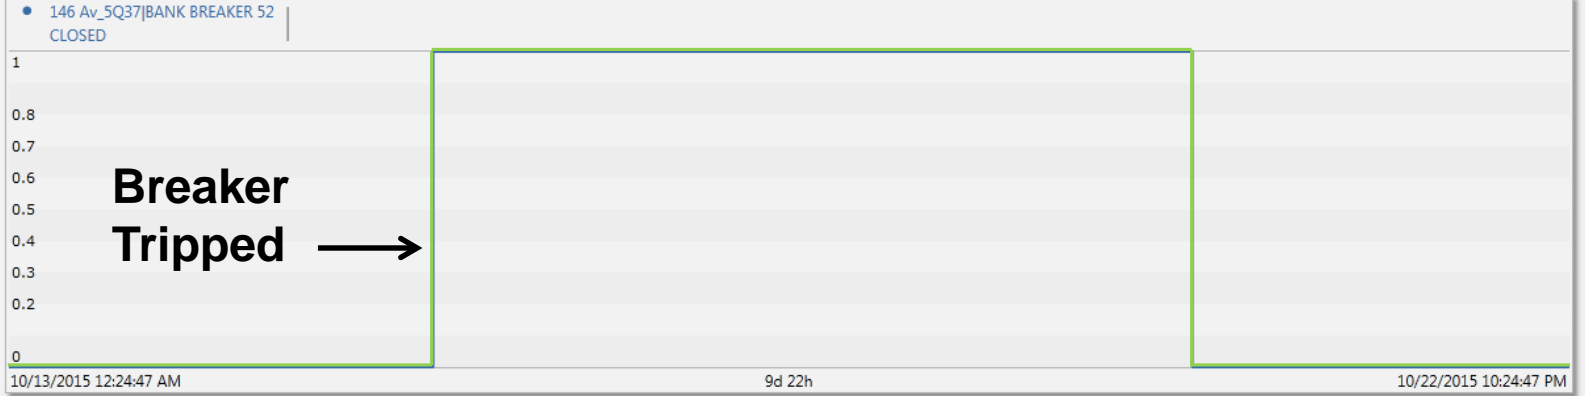 146 Av_5Q37|BANK BREAKER 52
CLOSED
1
0.8
0.7
0.6
0.5
0.4
0.3
0.2
0
Breaker
Tripped
10/13/2015 12:24:47 AM
9d 22h
10/22/2015 10:24:47 PM